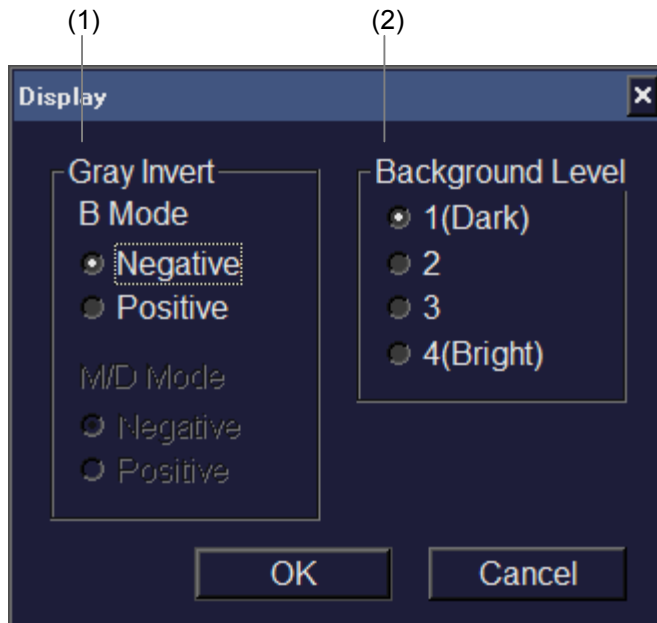 (1) (2)
Display
Gray Invert
B Mode
Negative
Positive
M/D Mode
Negative
Positive
Background Level
1(Dark)
2
3
4(Bright)
OK Cancel